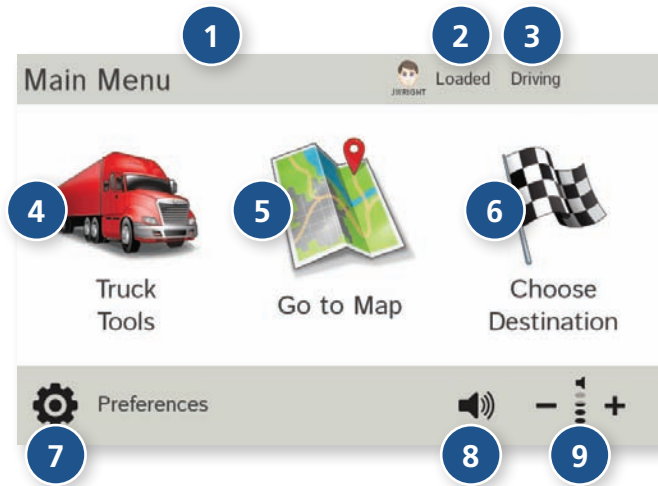 1
2
3
Main Menu
JWRIGHT
Loaded
Driving
4
5
6
Truck
Tools
Go to Map
Choose
Destination
Preferences
7
8
9